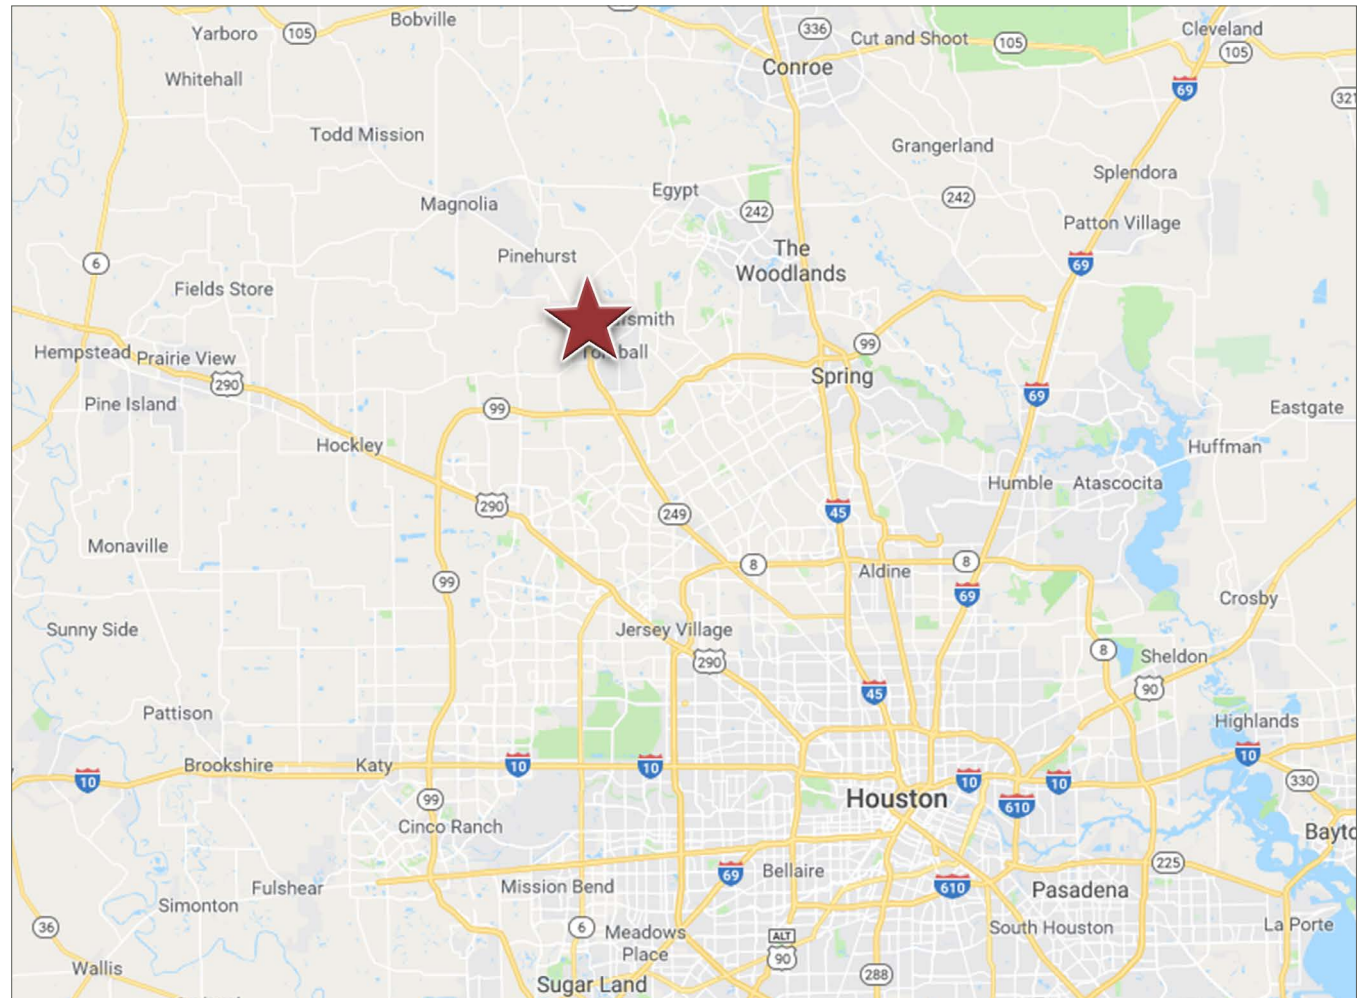 Bobville
Yarboro
105
336
Cut and Shoot
105
Cleveland
105
Conroe
Whitehall
69
321
Todd Mission
Grangerland
Splendora
Egypt
242
242
Magnolia
Patton Village
The
Woodlands
Pinehurst
6
69
Fields Store
99
Hempstead
Prairie View
290
Spring
69
Pine Island
99
Eastgate
Hockley
Huffman
Humble
Atascocita
290
45
249
Monaville
8
8
Aldine
99
69
Crosby
Sunny Side
Jersey Village
290
8
Sheldon
90
45
Pattison
Highlands
Brookshire
Katy
10
10
10
10
10
10
330
99
Houston
610
Cinco Ranch
225
69
Bellaire
Fulshear
Mission Bend
610
Pasadena
Simonton
36
6
Meadows
Place
ALT
90
South Houston
La Porte
Wallis
288
Sugar Land